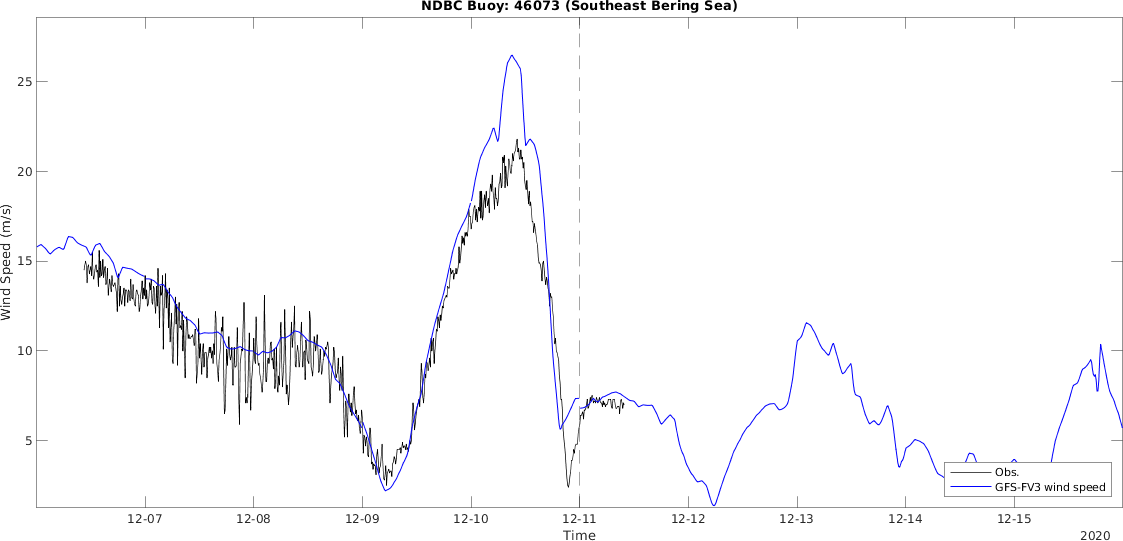 NDBC Buoy: 46073 (Southeast Bering Sea)
Wind Speed (m/s)
25
20
15
10
5
Obs.
GFS-FV3 wind speed
12-07 12-08 12-09 12-10 12-11 12-12 12-13 12-14 12-15
Time
2020